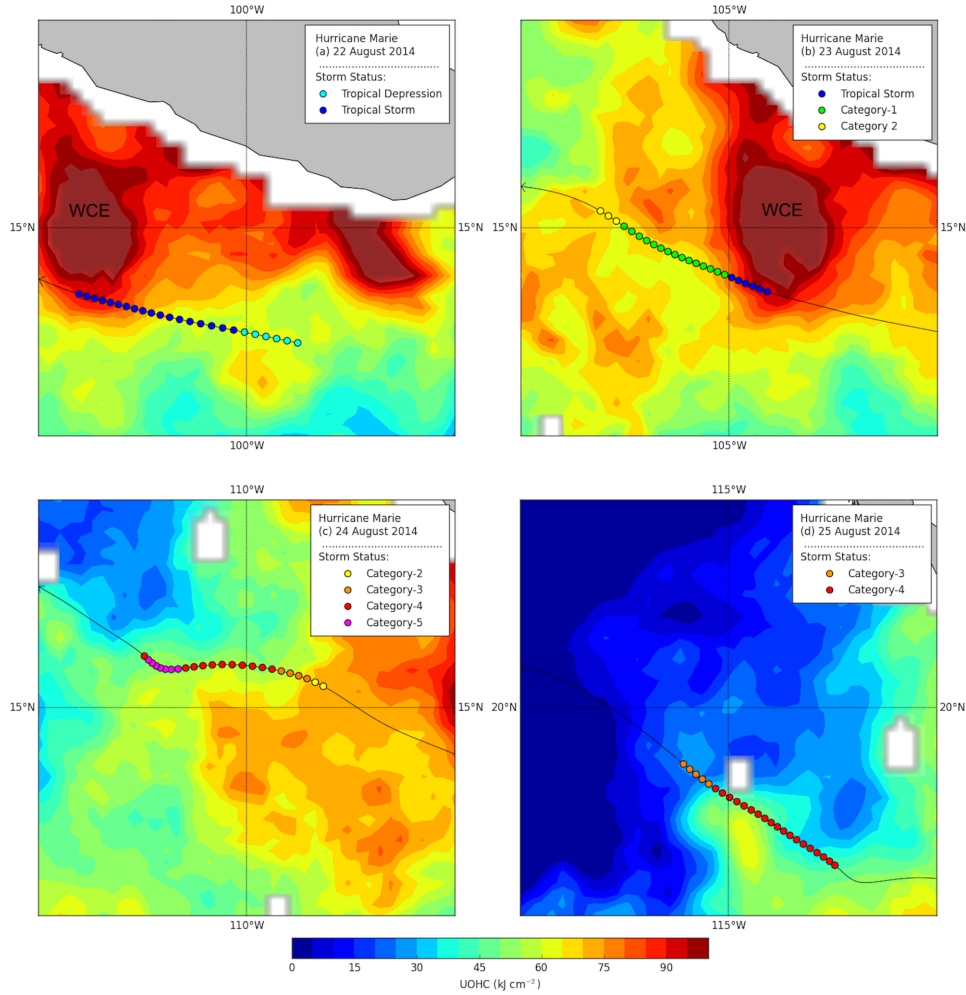 100°W
105°W
Hurricane Marie
(a) 22 August 2014
Storm Status:
Tropical Depression
Tropical Storm
Hurricane Marie
(b) 23 August 2014
Storm Status:
Tropical Storm
Category-1
Category 2
WCE
WCE
15°N
15°N
100°W
105°W
110°W
115°W
Hurricane Marie
(c) 24 August 2014
Storm Status:
Category-2
Category-3
Category-4
Category-5
Hurricane Marie
(d) 25 August 2014
Storm Status:
Category-3
Category-4
15°N
15°N
20°N
20°N
110°W
115°W
0 15 30 45 60 75 90
UOHC (kJ cm⁻²)